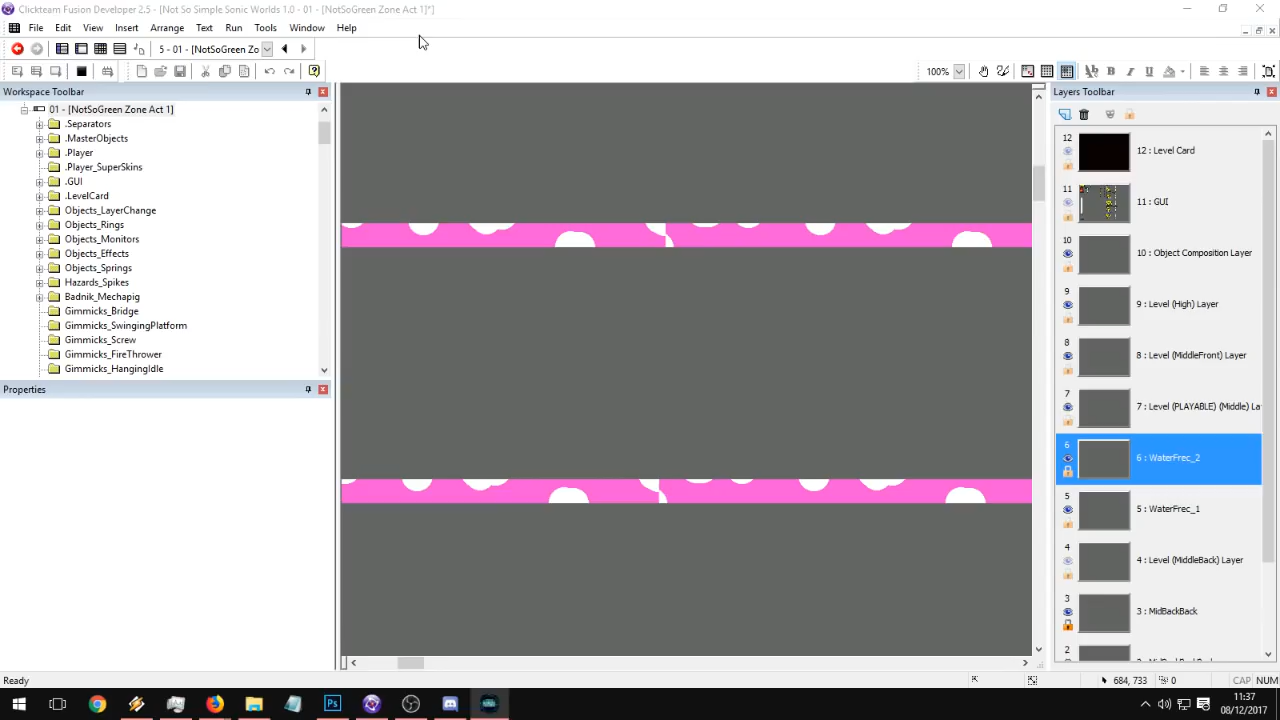 Clickteam Fusion Developer 2.5 - [Not So Simple Sonic Worlds 1.0 - 01 - [NotSoGreen Zone Act 1]*]
File Edit View Insert Arrange Text Run Tools Window Help
5 - 01 - [NotSoGreen Zo
100%
Workspace Toolbar
01 - [NotSoGreen Zone Act 1]
.Separators
.MasterObjects
.Player
.Player_SuperSkins
.GUI
.LevelCard
Objects_LayerChange
Objects_Rings
Objects_Monitors
Objects_Effects
Objects_Springs
Hazards_Spikes
Badnik_Mechapig
Gimmicks_Bridge
Gimmicks_SwingingPlatform
Gimmicks_Screw
Gimmicks_FireThrower
Gimmicks_HangingIdle
Properties
Layers Toolbar
12
12 : Level Card
11
11 : GUI
10
10 : Object Composition Layer
9
9 : Level (High) Layer
8
8 : Level (MiddleFront) Layer
7
7 : Level (PLAYABLE) (Middle) La
6
6 : WaterFrec_2
5
5 : WaterFrec_1
4
4 : Level (MiddleBack) Layer
3
3 : MidBackBack
2
Ready
684, 733
0
CAP NUM
Ps
11:37
08/12/2017